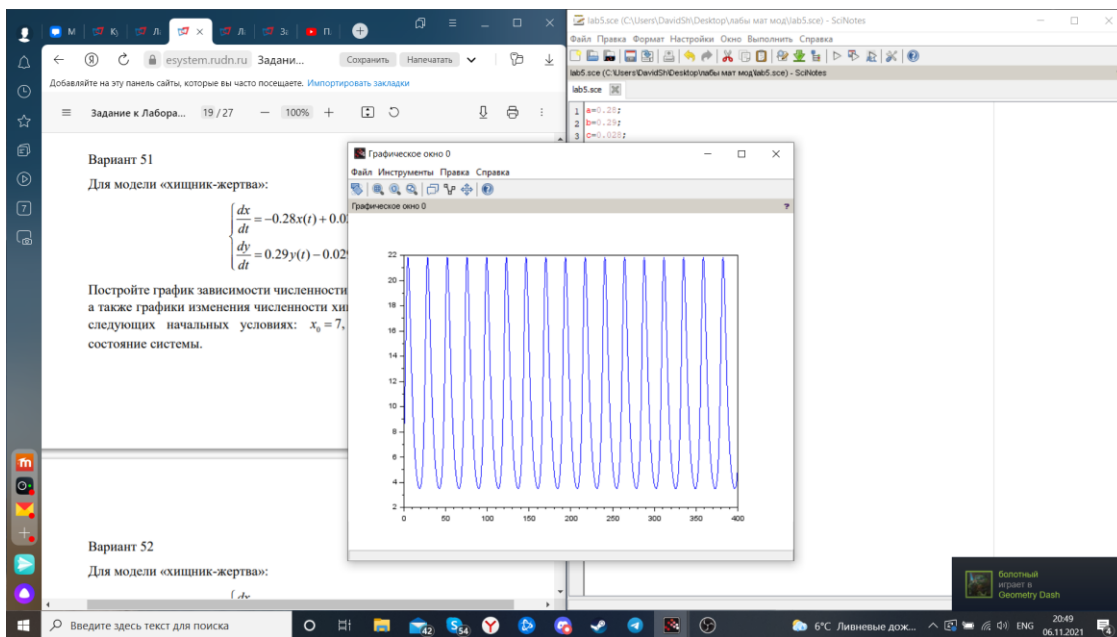 lab5.sce (C:\Users\DavidSh\Desktop\лабы мат мод\lab5.sce) - SciNotes
М
К
Л
Л
За
П.
esystem.rudn.ru Задани... Сохранить Напечатать
Файл Правка Формат Настройки Окно Выполнить Справка
Добавляйте на эту панель сайты, которые вы часто посещаете. Импортировать закладки
lab5.sce (C:\Users\DavidSh\Desktop\лабы мат мод\lab5.sce) - SciNotes
lab5.sce
Задание к Лабора... 19 / 27 — 100% +
1 a=0.28;
2 b=0.29;
3 c=0.028;
Вариант 51
Для модели «хищник-жертва»:
dx/dt = −0.28x(t) + 0.0
dy/dt = 0.29y(t) − 0.029
Постройте график зависимости численности
а также графики изменения численности
следующих начальных условиях: x₀ = 7,
состояние системы.
Графическое окно 0
Файл Инструменты Правка Справка
Графическое окно 0 ?
22
20
18
16
14
12
10
8
6
4
2
0 50 100 150 200 250 300 350 400
7
Вариант 52
Для модели «хищник-жертва»:
dx
болотный
играет в
Geometry Dash
Введите здесь текст для поиска
42
54
6°C Ливневые дож... ENG
20:49
06.11.2021
4